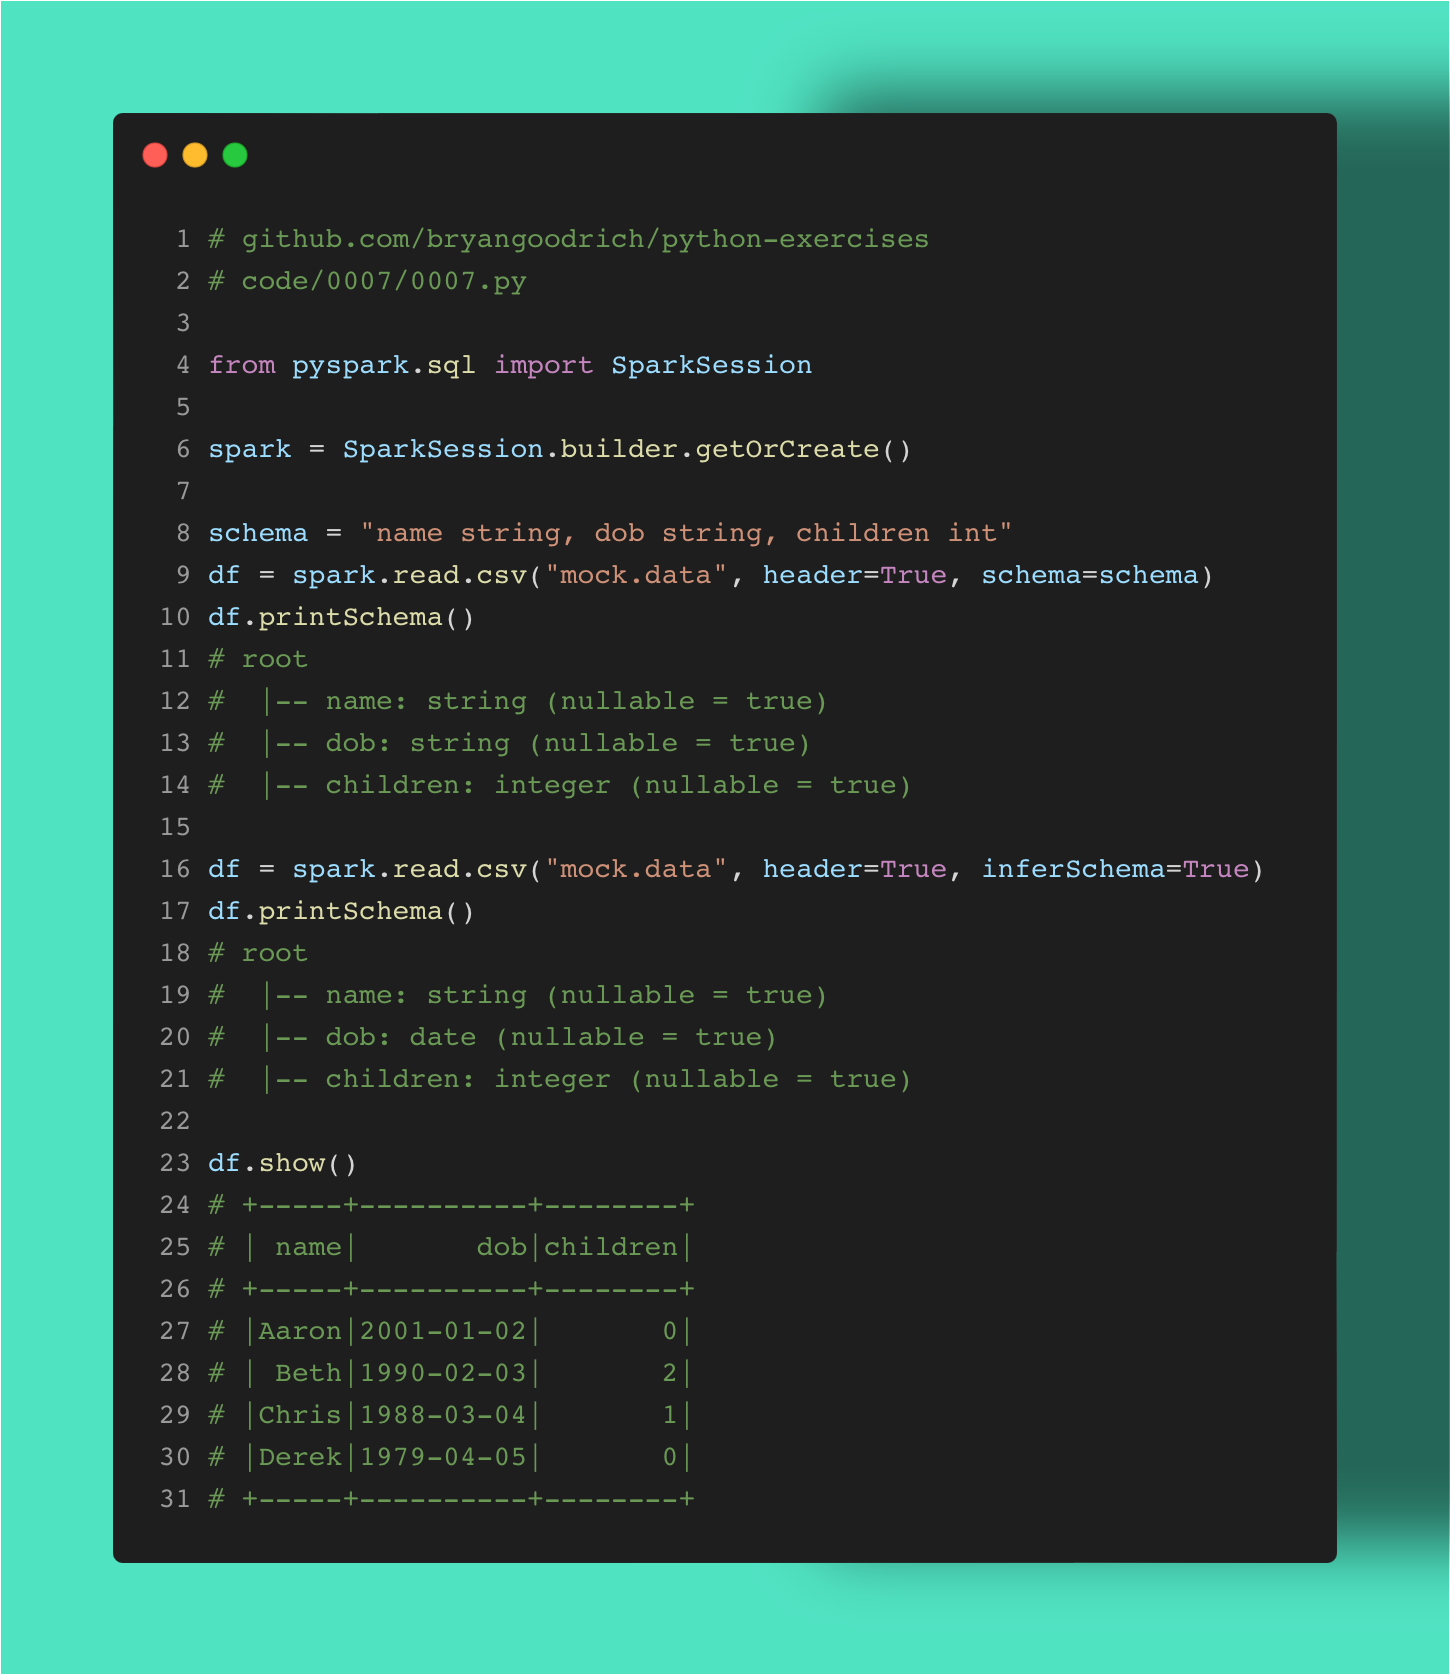 1 # github.com/bryangoodrich/python-exercises
2 # code/0007/0007.py
3
4 from pyspark.sql import SparkSession
5
6 spark = SparkSession.builder.getOrCreate()
7
8 schema = "name string, dob string, children int"
9 df = spark.read.csv("mock.data", header=True, schema=schema)
10 df.printSchema()
11 # root
12 #  |-- name: string (nullable = true)
13 #  |-- dob: string (nullable = true)
14 #  |-- children: integer (nullable = true)
15
16 df = spark.read.csv("mock.data", header=True, inferSchema=True)
17 df.printSchema()
18 # root
19 #  |-- name: string (nullable = true)
20 #  |-- dob: date (nullable = true)
21 #  |-- children: integer (nullable = true)
22
23 df.show()
24 # +-----+----------+--------+
25 # | name|       dob|children|
26 # +-----+----------+--------+
27 # |Aaron|2001-01-02|       0|
28 # | Beth|1990-02-03|       2|
29 # |Chris|1988-03-04|       1|
30 # |Derek|1979-04-05|       0|
31 # +-----+----------+--------+